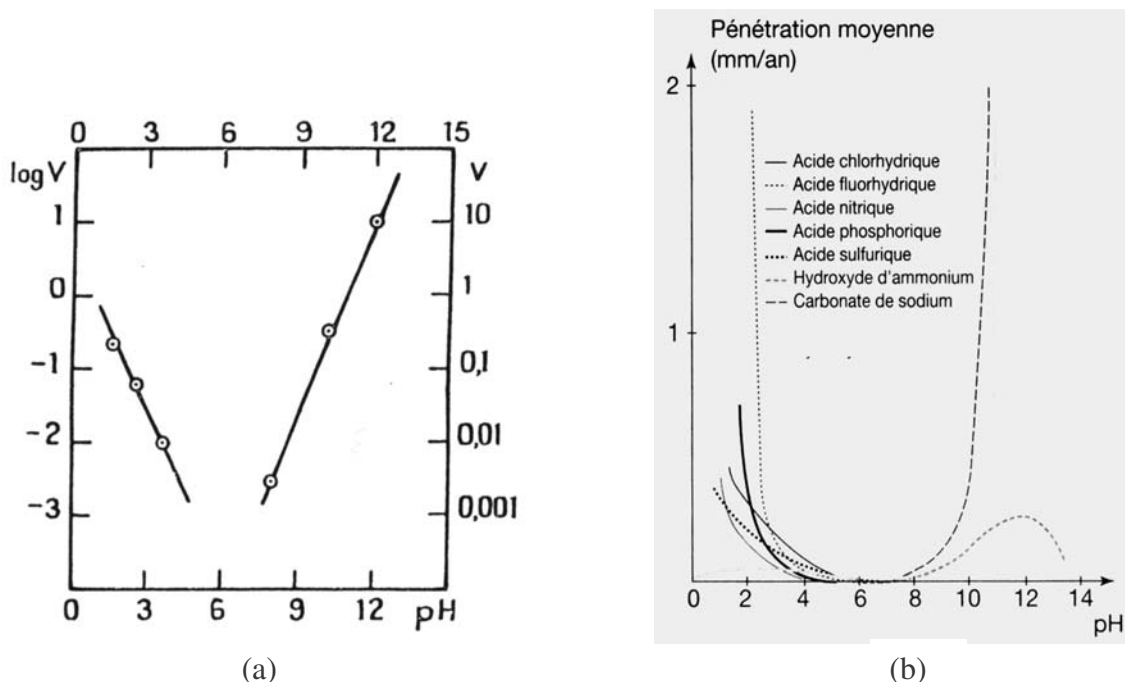 0 3 6 9 12 15
log V
v
1
0
-1
-2
-3
10
1
0,1
0,01
0,001
0 3 6 9 12
pH
(a)
Pénétration moyenne
(mm/an)
2
1
Acide chlorhydrique
Acide fluorhydrique
Acide nitrique
Acide phosphorique
Acide sulfurique
Hydroxyde d'ammonium
Carbonate de sodium
0 2 4 6 8 10 12 14
pH
(b)